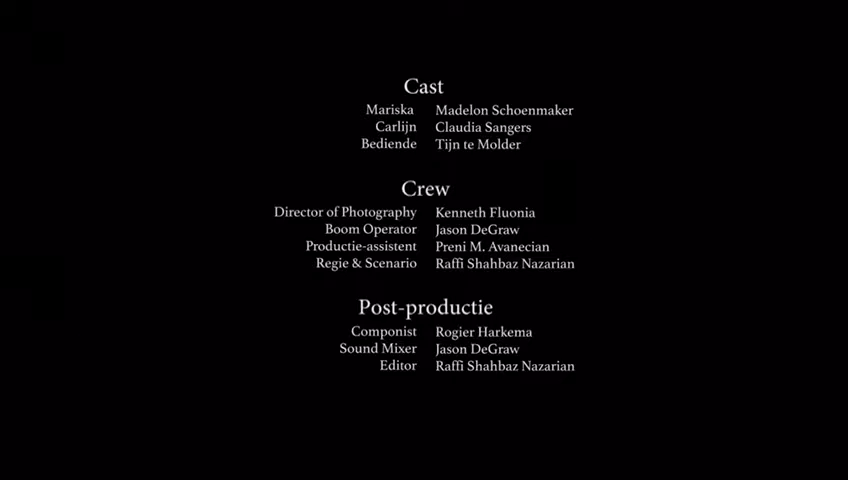 Cast
Mariska Madelon Schoenmaker
Carlijn Claudia Sangers
Bediende Tijn te Molder
Crew
Director of Photography Kenneth Fluonia
Boom Operator Jason DeGraw
Productie-assistent Preni M. Avanecian
Regie & Scenario Raffi Shahbaz Nazarian
Post-productie
Componist Rogier Harkema
Sound Mixer Jason DeGraw
Editor Raffi Shahbaz Nazarian